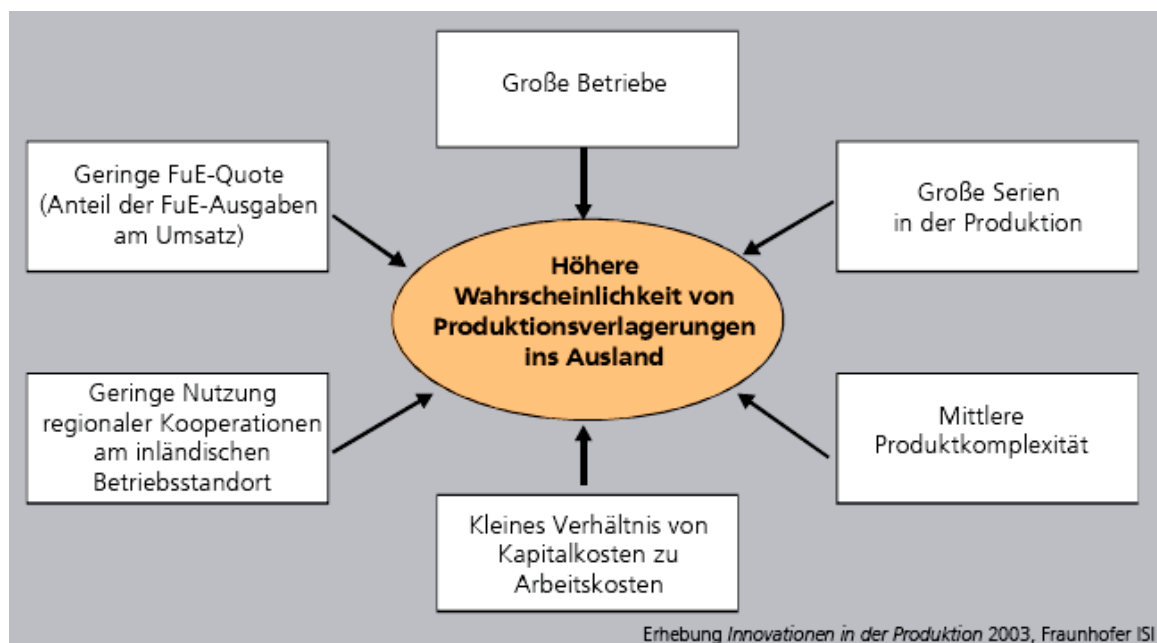 Große Betriebe
Geringe FuE-Quote
(Anteil der FuE-Ausgaben
am Umsatz)
Große Serien
in der Produktion
Höhere
Wahrscheinlichkeit von
Produktionsverlagerungen
ins Ausland
Geringe Nutzung
regionaler Kooperationen
am inländischen
Betriebsstandort
Mittlere
Produktkomplexität
Kleines Verhältnis von
Kapitalkosten zu
Arbeitskosten
Erhebung Innovationen in der Produktion 2003, Fraunhofer ISI